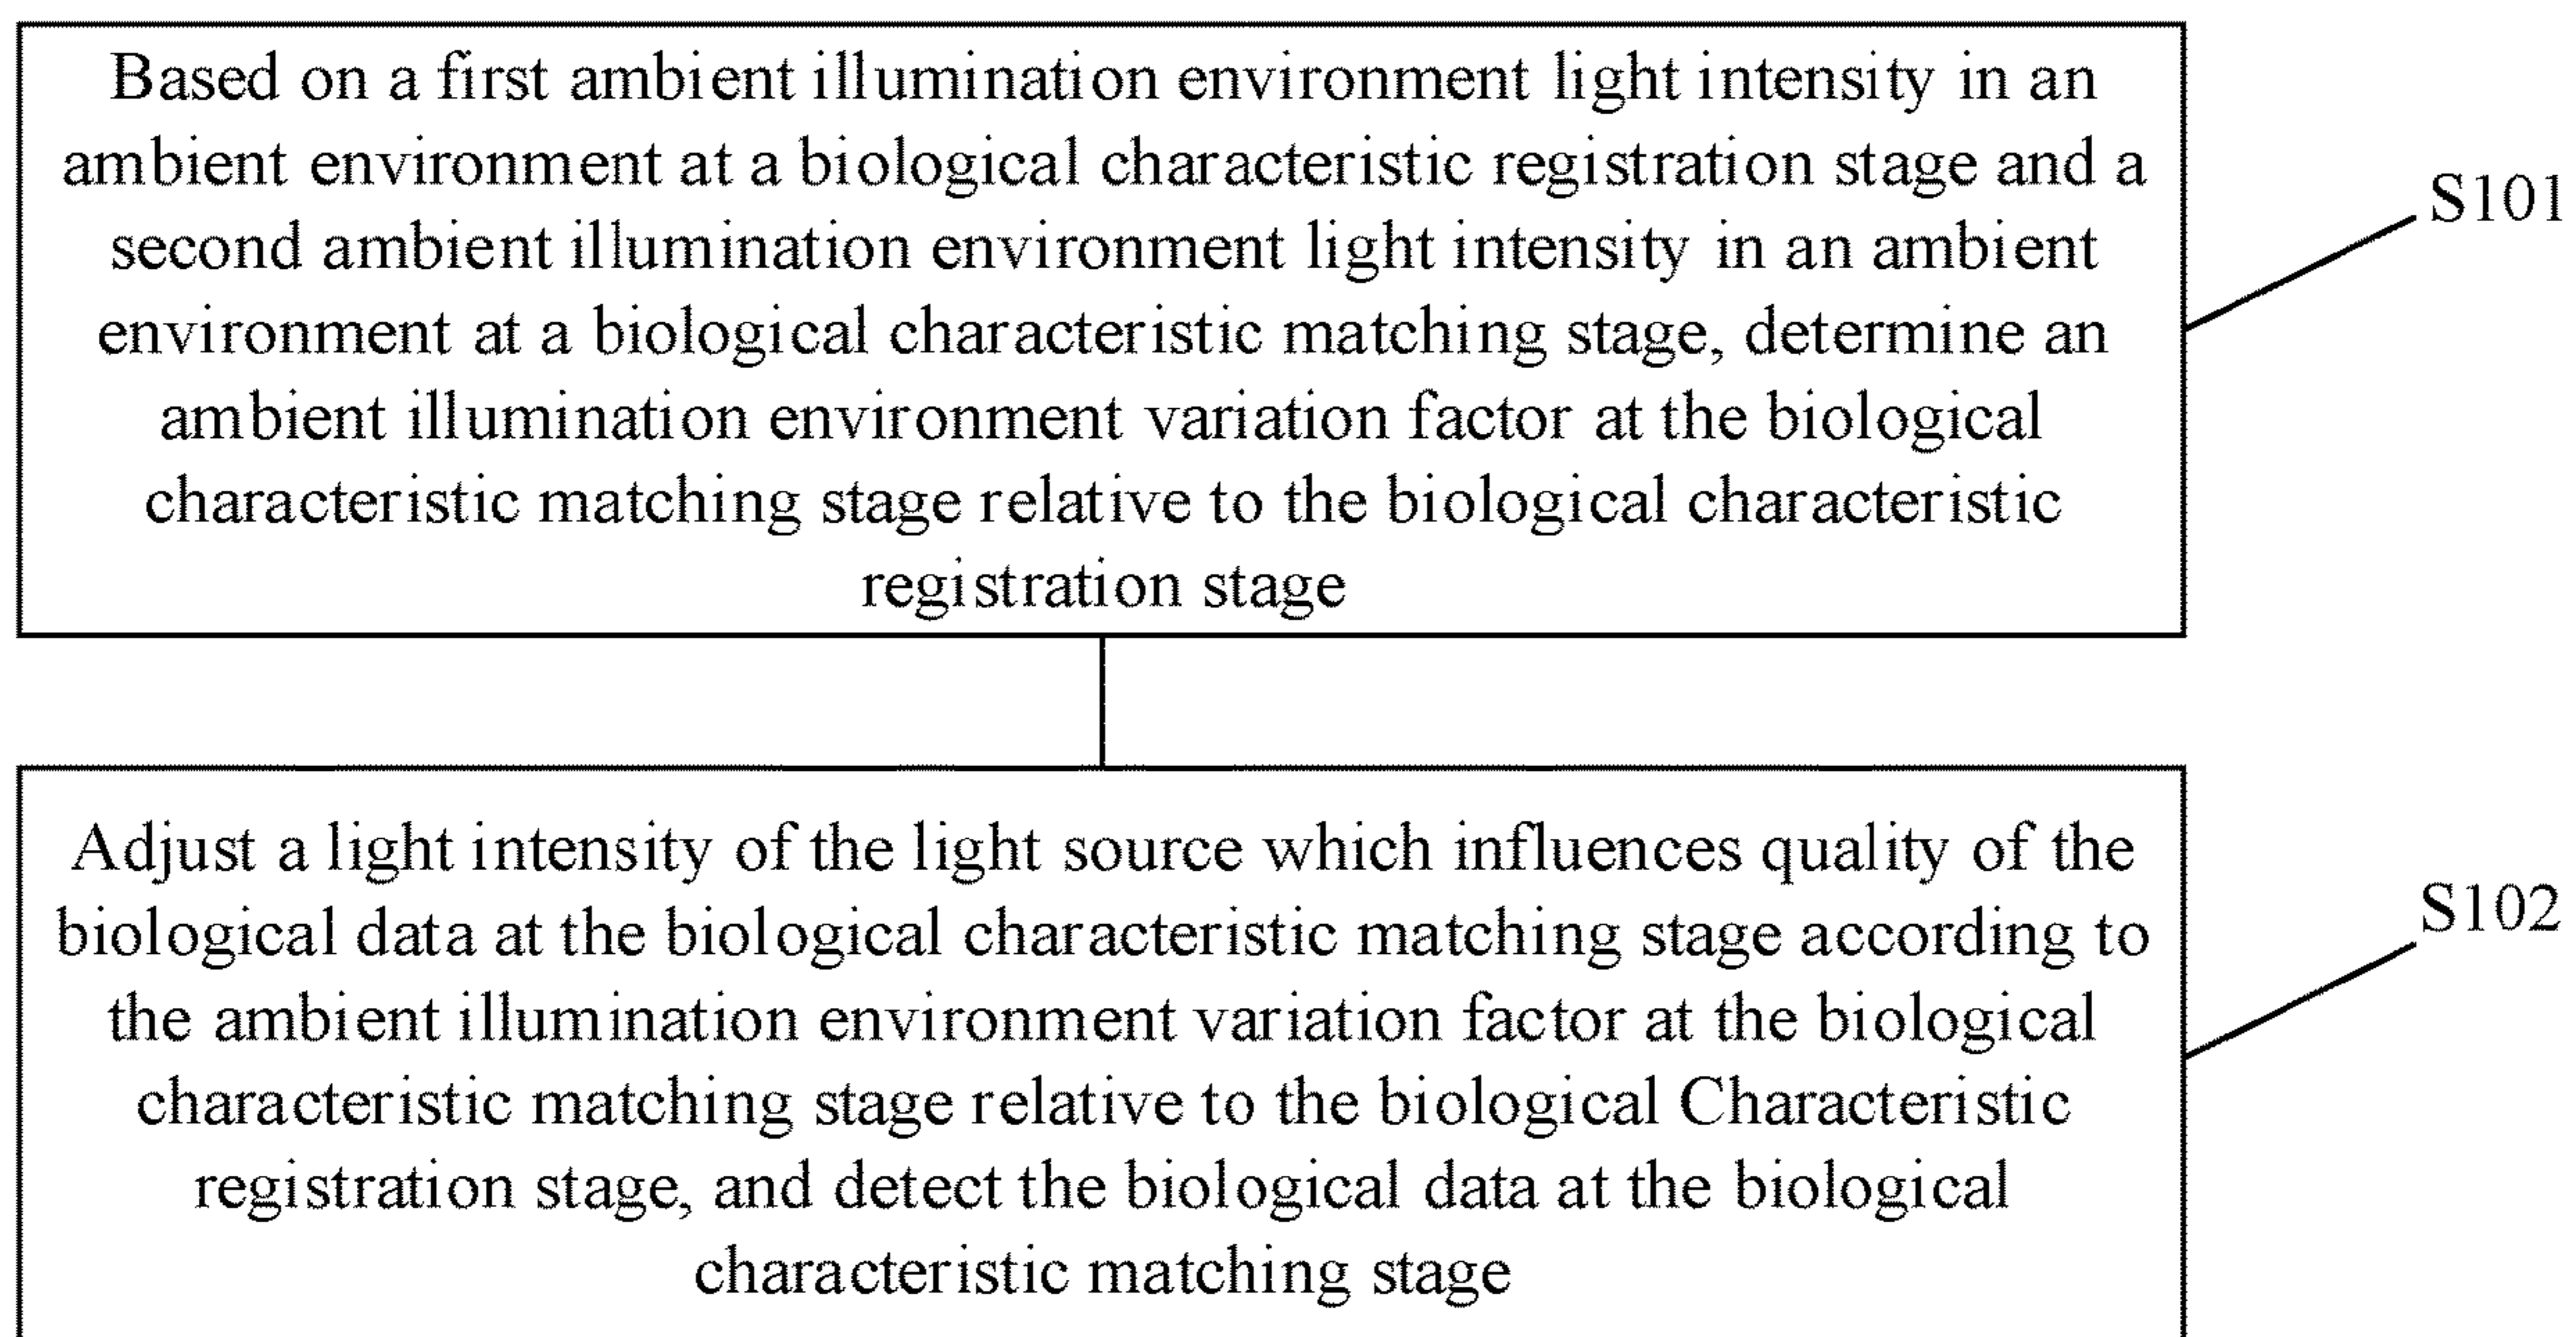 Based on a first ambient illumination environment light intensity in an
ambient environment at a biological characteristic registration stage and a
second ambient illumination environment light intensity in an ambient
environment at a biological characteristic matching stage, determine an
ambient illumination environment variation factor at the biological
characteristic matching stage relative to the biological characteristic
registration stage
S101
Adjust a light intensity of the light source which influences quality of the
biological data at the biological characteristic matching stage according to
the ambient illumination environment variation factor at the biological
characteristic matching stage relative to the biological Characteristic
registration stage, and detect the biological data at the biological
characteristic matching stage
S102